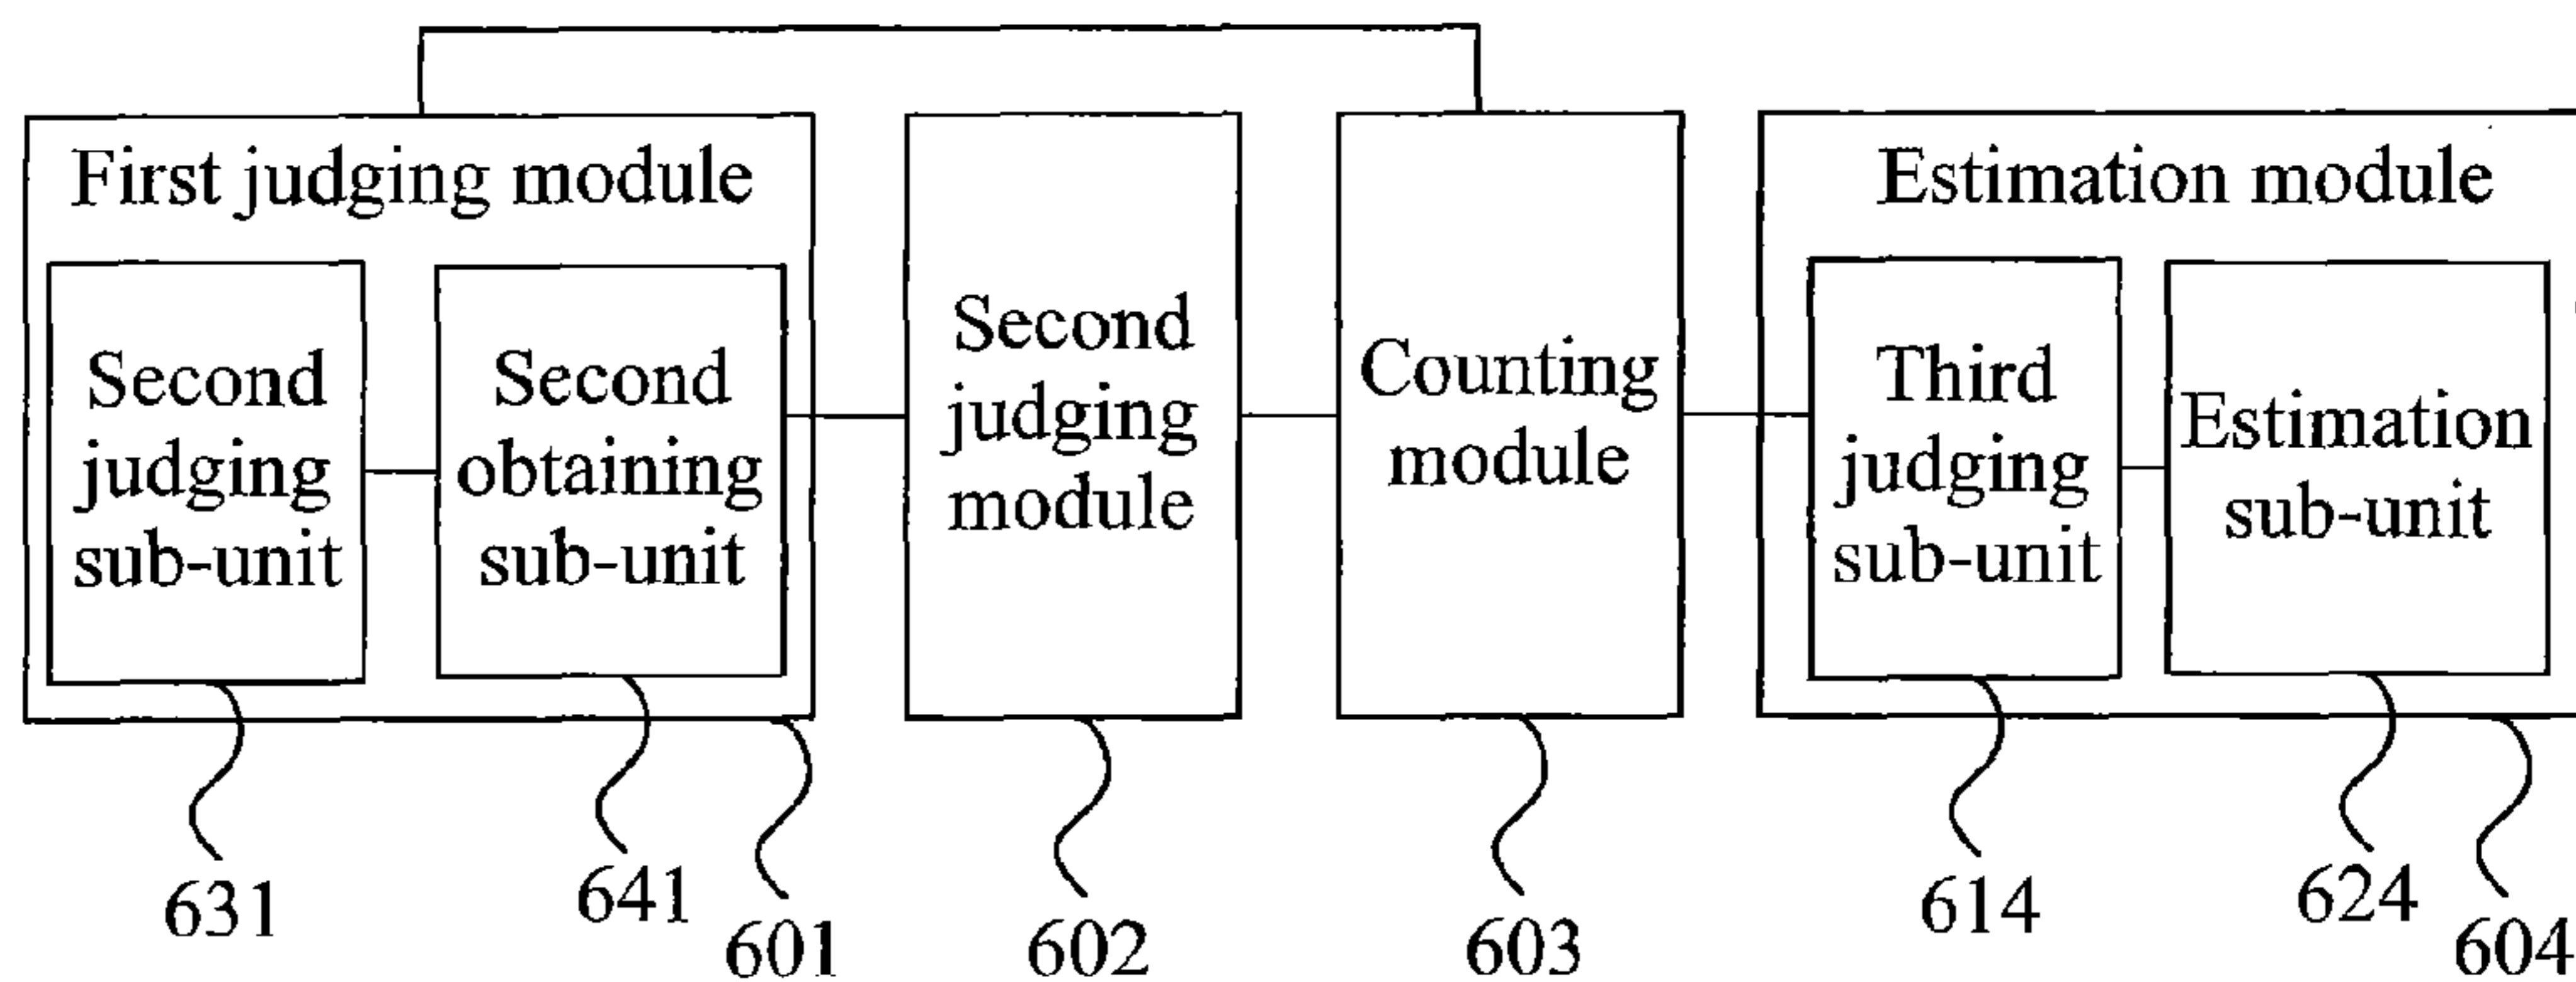 First judging module
Second
judging
sub-unit
Second
obtaining
sub-unit
Second
judging
module
Counting
module
Estimation module
Third
judging
sub-unit
Estimation
sub-unit
631
641
601
602
603
614
624
604